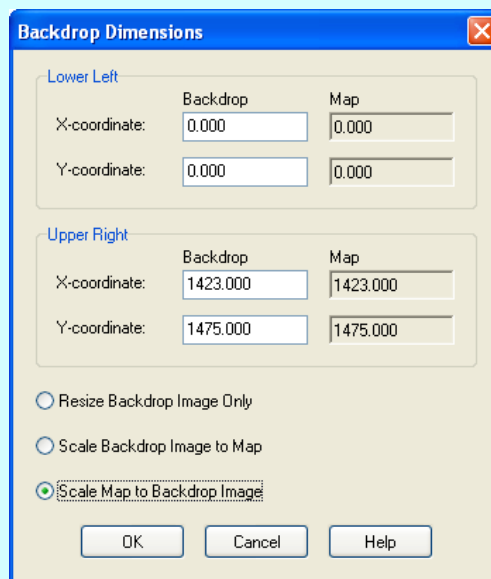 Backdrop Dimensions
Lower Left
Backdrop Map
X-coordinate: 0.000 0.000
Y-coordinate: 0.000 0.000
Upper Right
Backdrop Map
X-coordinate: 1423.000 1423.000
Y-coordinate: 1475.000 1475.000
Resize Backdrop Image Only
Scale Backdrop Image to Map
Scale Map to Backdrop Image
OK Cancel Help